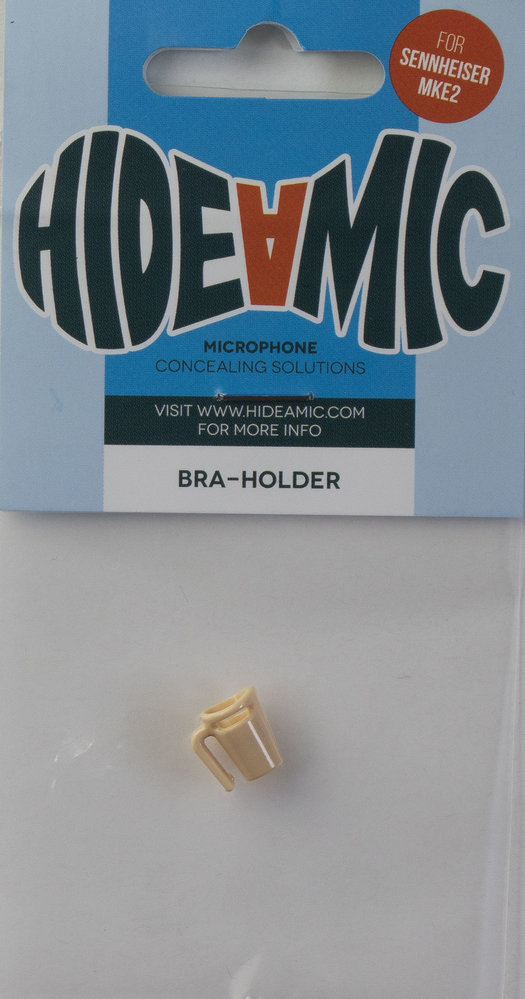 FOR
SENNHEISER
MKE2
HIDEAMIC
MICROPHONE
CONCEALING SOLUTIONS
VISIT WWW.HIDEAMIC.COM
FOR MORE INFO
BRA-HOLDER